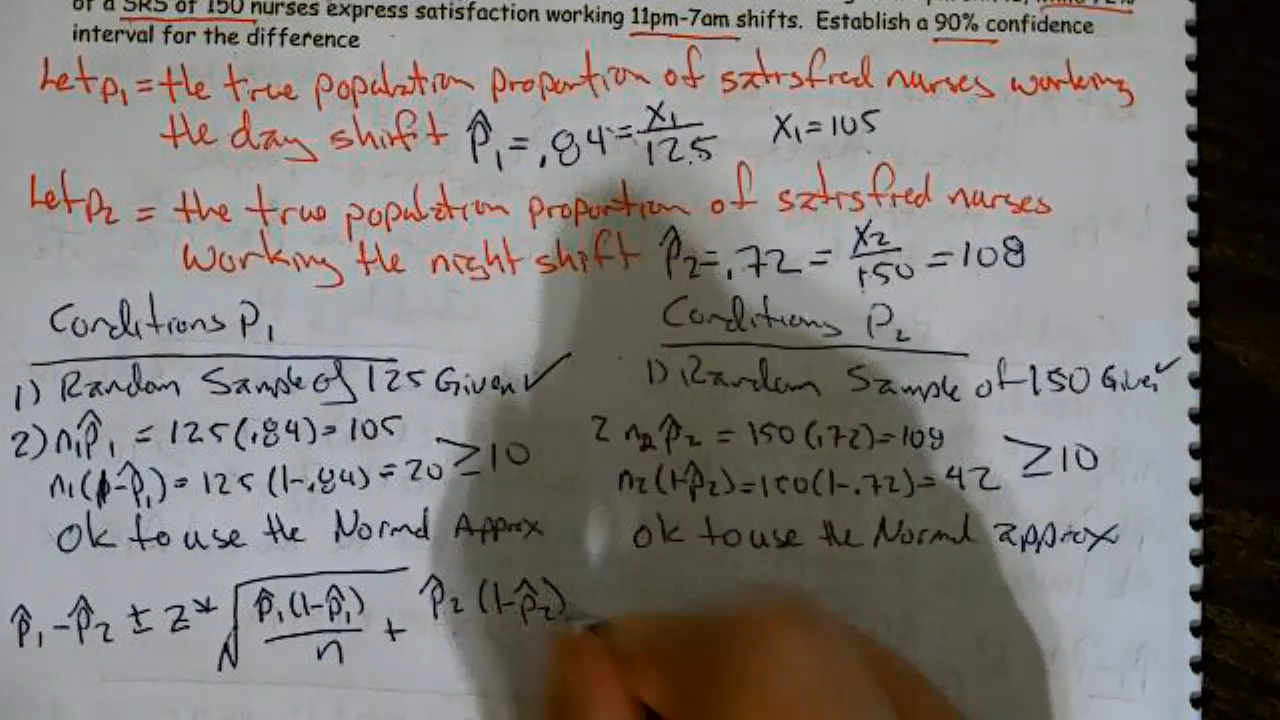 of a SRS of 150 nurses express satisfaction working 11pm-7am shifts. Establish a 90% confidence
interval for the difference
Let p₁ = the true population proportion of satisfied nurses working
the day shift p̂₁ = .84 = x₁/125 x₁ = 105
Let p₂ = the true population proportion of satisfied nurses
working the night shift p̂₂ = .72 = x₂/150 = 108
Conditions P₁
1) Random Sample of 125 Given ✓
2) n₁p̂₁ = 125(.84) = 105
n₁(1-p̂₁) = 125(1-.84) = 20 ≥ 10
Ok to use the Normal Approx
Conditions P₂
1) Random Sample of 150 Given ✓
2 n₂p̂₂ = 150(.72) = 108
n₂(1-p̂₂) = 150(1-.72) = 42 ≥ 10
Ok to use the Normal approx
p̂₁ - p̂₂ ± z* √ p̂₁(1-p̂₁)/n + p̂₂(1-p̂₂)